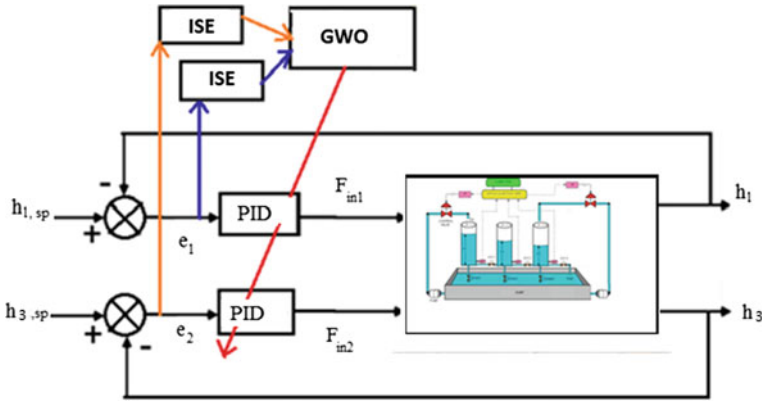 ISE
GWO
ISE
-
h1, sp
+
e1
PID
Fin1
h1
h3 ,sp
+
-
e2
PID
Fin2
h3